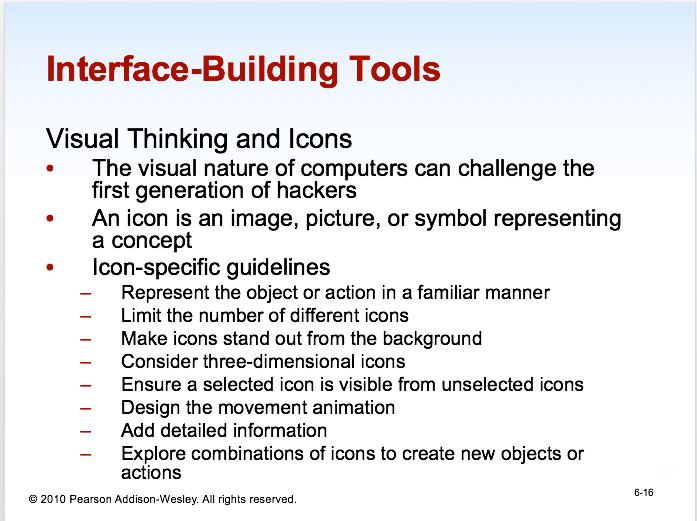 Interface-Building Tools
Visual Thinking and Icons
• The visual nature of computers can challenge the
first generation of hackers
• An icon is an image, picture, or symbol representing
a concept
• Icon-specific guidelines
– Represent the object or action in a familiar manner
– Limit the number of different icons
– Make icons stand out from the background
– Consider three-dimensional icons
– Ensure a selected icon is visible from unselected icons
– Design the movement animation
– Add detailed information
– Explore combinations of icons to create new objects or
actions
© 2010 Pearson Addison-Wesley. All rights reserved.
6-16